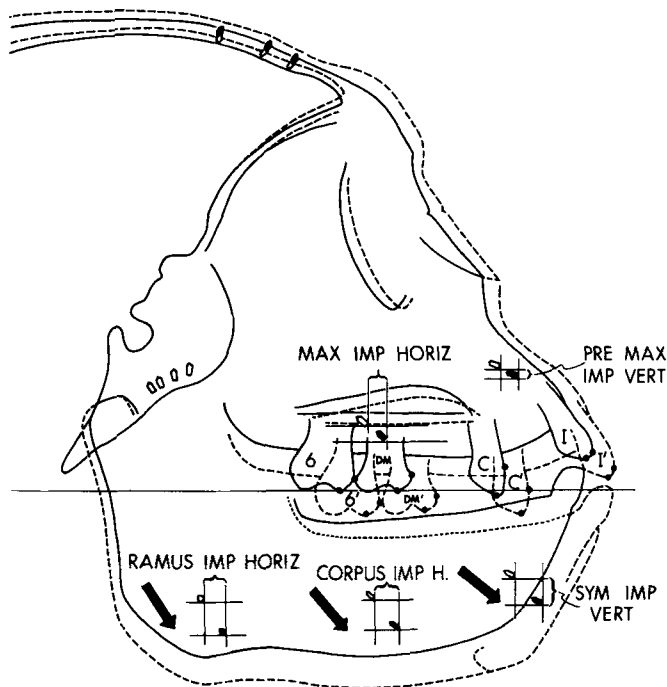 MAX IMP HORIZ
PRE MAX
IMP VERT
6
DM
C
I
I'
6'
M
DM'
C'
RAMUS IMP HORIZ
CORPUS IMP H.
SYM IMP
VERT